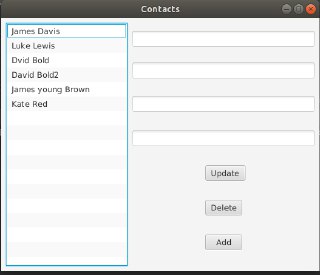 Contacts
James Davis
Luke Lewis
Dvid Bold
David Bold2
James young Brown
Kate Red
Update
Delete
Add